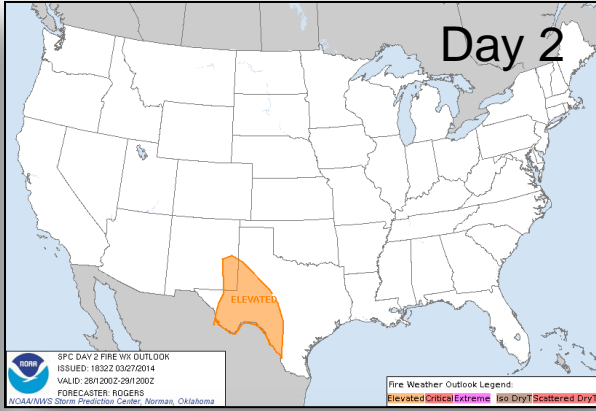 Day 2
ELEVATED
NOAA
SPC DAY 2 FIRE WX OUTLOOK
ISSUED: 1832Z 03/27/2014
VALID: 28/1200Z-29/1200Z
FORECASTER: ROGERS
NOAA/NWS Storm Prediction Center, Norman, Oklahoma
Fire Weather Outlook Legend:
Elevated Critical Extreme Iso DryT Scattered DryT